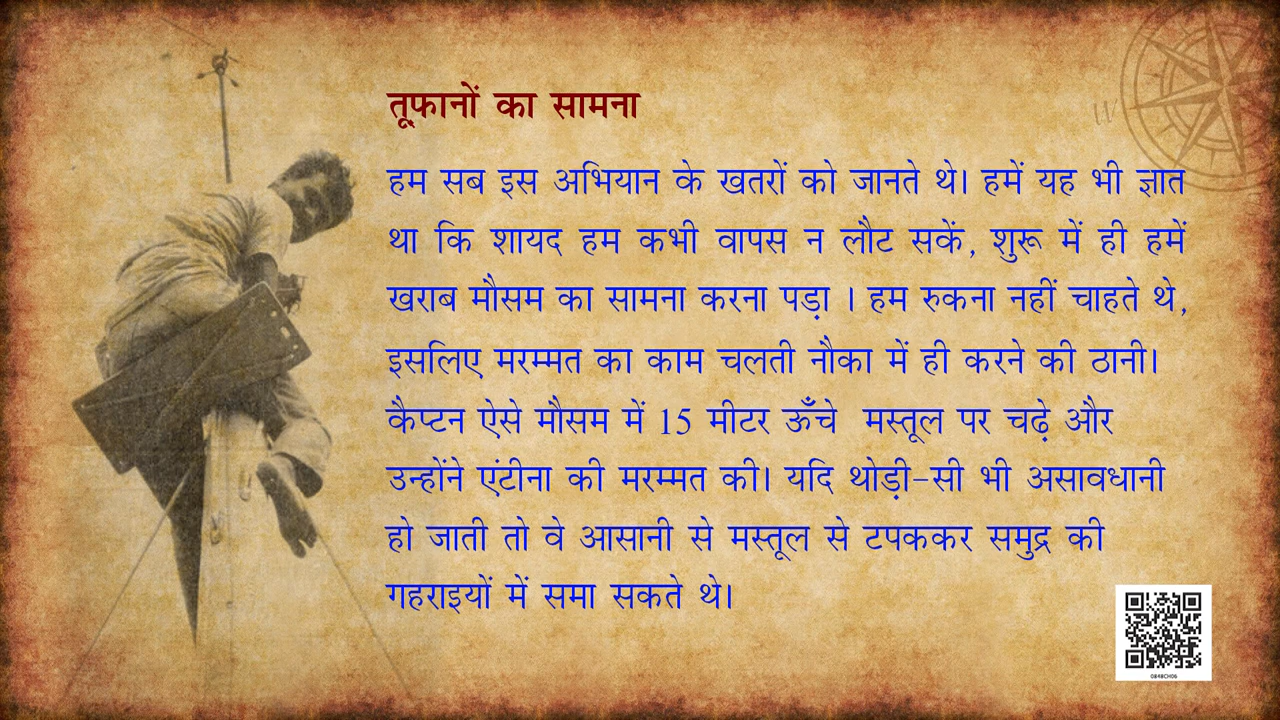 तूफ़ानों का सामना
हम सब इस अभियान के खतरों को जानते थे। हमें यह भी ज्ञात
था कि शायद हम कभी वापस न लौट सकें, शुरू में ही हमें
खराब मौसम का सामना करना पड़ा । हम रुकना नहीं चाहते थे,
इसलिए मरम्मत का काम चलती नौका में ही करने की ठानी।
कैप्टन ऐसे मौसम में 15 मीटर ऊँचे मस्तूल पर चढ़े और
उन्होंने एंटीना की मरम्मत की। यदि थोड़ी-सी भी असावधानी
हो जाती तो वे आसानी से मस्तूल से टपककर समुद्र की
गहराइयों में समा सकते थे।
W
0848CH06